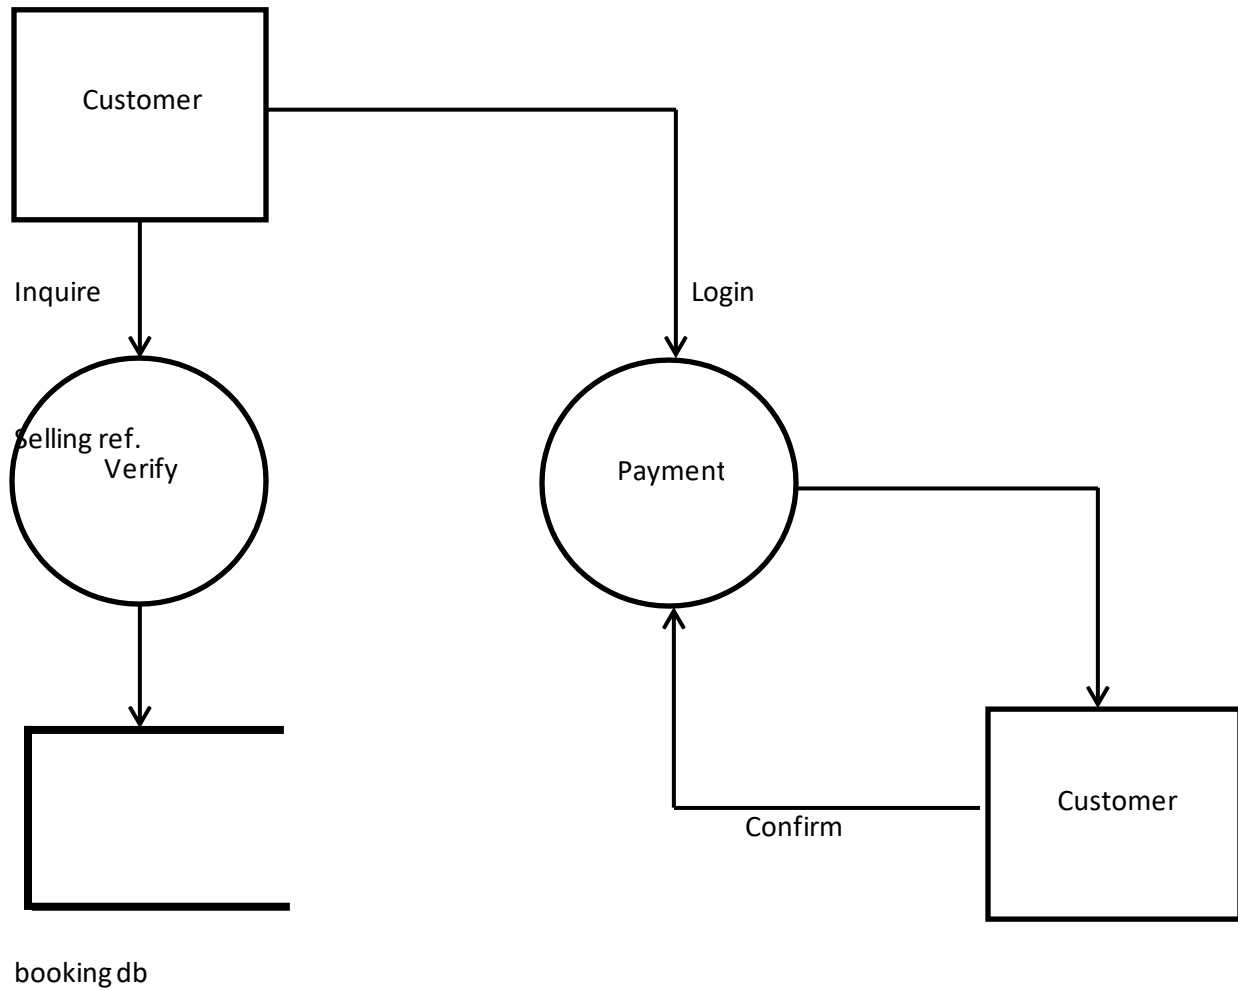 Customer
Inquire
Login
Selling ref.
Verify
Payment
Customer
Confirm
booking db